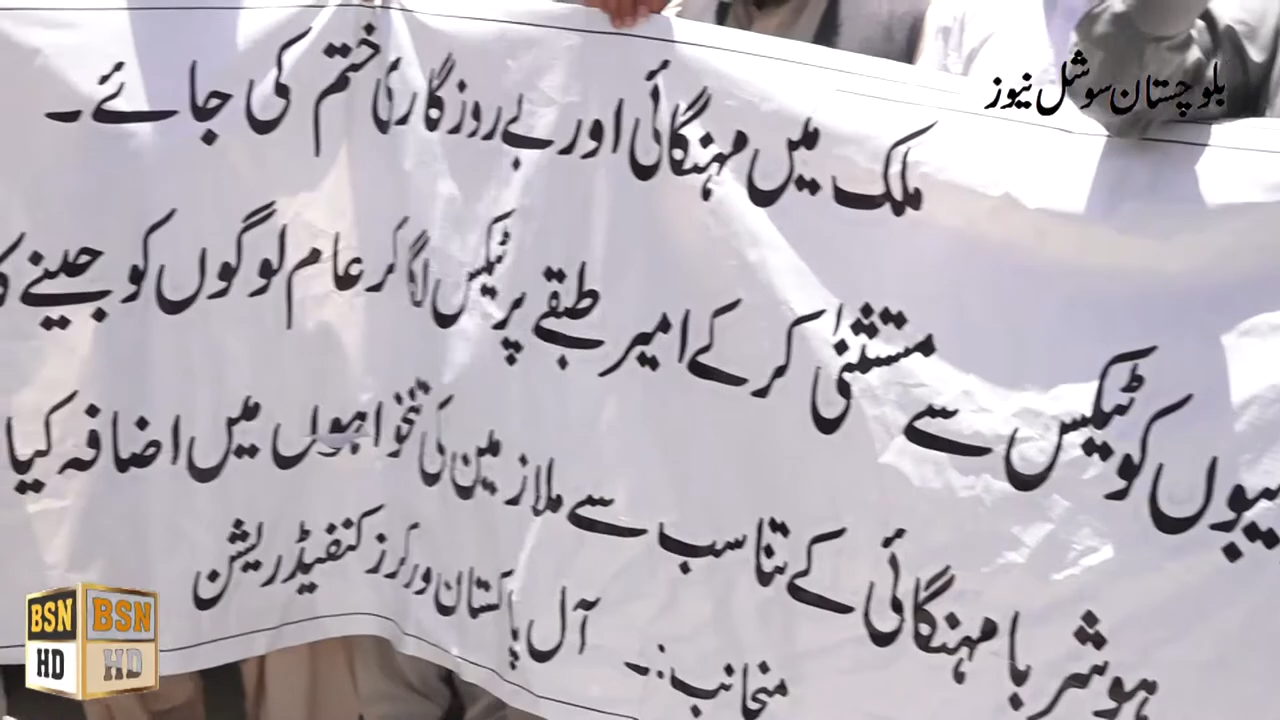 بلوچستان سوشل نیوز
ملک میں مہنگائی اور بے روزگاری ختم کی جائے۔
کو ٹیکس سے مستثنیٰ کر کے امیر طبقے پر ٹیکس لگا کر عام لوگوں کو جینے
ہوشربا مہنگائی کے تناسب سے ملازمین کی تنخواہوں میں اضافہ کیا
منجانب:۔ آل پاکستان ورکرز کنفیڈریشن
BSN BSN
HD HD